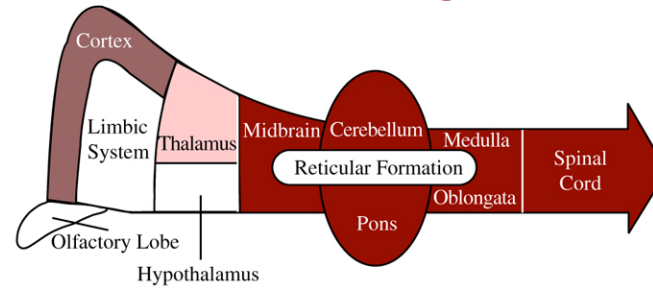 Cortex
Limbic
System
Thalamus
Midbrain
Cerebellum
Medulla
Reticular Formation
Spinal
Cord
Oblongata
Pons
Olfactory Lobe
Hypothalamus